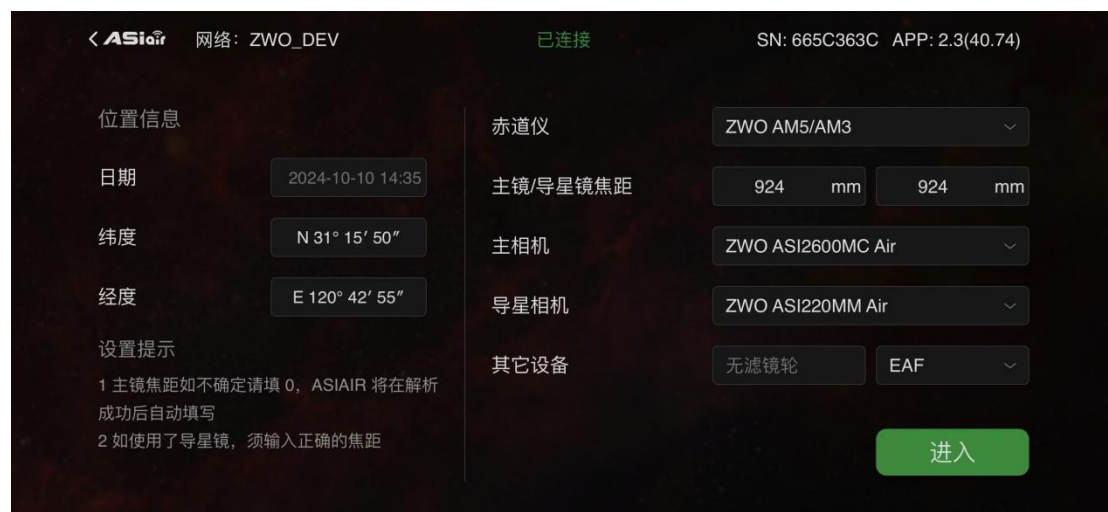 ASiair 网络：ZWO_DEV 已连接 SN: 665C363C APP: 2.3(40.74)
位置信息
日期 2024-10-10 14:35
纬度 N 31° 15′ 50″
经度 E 120° 42′ 55″
设置提示
1 主镜焦距如不确定请填 0，ASIAIR 将在解析
成功后自动填写
2 如使用了导星镜，须输入正确的焦距
赤道仪 ZWO AM5/AM3
主镜/导星镜焦距 924 mm 924 mm
主相机 ZWO ASI2600MC Air
导星相机 ZWO ASI220MM Air
其它设备 无滤镜轮 EAF
进入